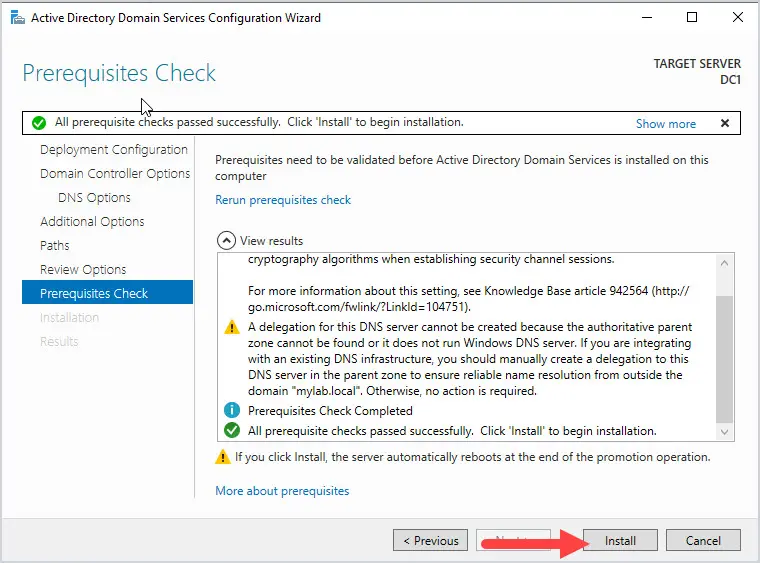 Active Directory Domain Services Configuration Wizard
Prerequisites Check
TARGET SERVER
DC1
All prerequisite checks passed successfully.  Click 'Install' to begin installation.
Show more
Deployment Configuration
Domain Controller Options
DNS Options
Additional Options
Paths
Review Options
Prerequisites Check
Installation
Results
Prerequisites need to be validated before Active Directory Domain Services is installed on this
computer
Rerun prerequisites check
View results
cryptography algorithms when establishing security channel sessions.
For more information about this setting, see Knowledge Base article 942564 (http://
go.microsoft.com/fwlink/?LinkId=104751).
A delegation for this DNS server cannot be created because the authoritative parent
zone cannot be found or it does not run Windows DNS server. If you are integrating
with an existing DNS infrastructure, you should manually create a delegation to this
DNS server in the parent zone to ensure reliable name resolution from outside the
domain "mylab.local". Otherwise, no action is required.
Prerequisites Check Completed
All prerequisite checks passed successfully.  Click 'Install' to begin installation.
If you click Install, the server automatically reboots at the end of the promotion operation.
More about prerequisites
< Previous
Install
Cancel